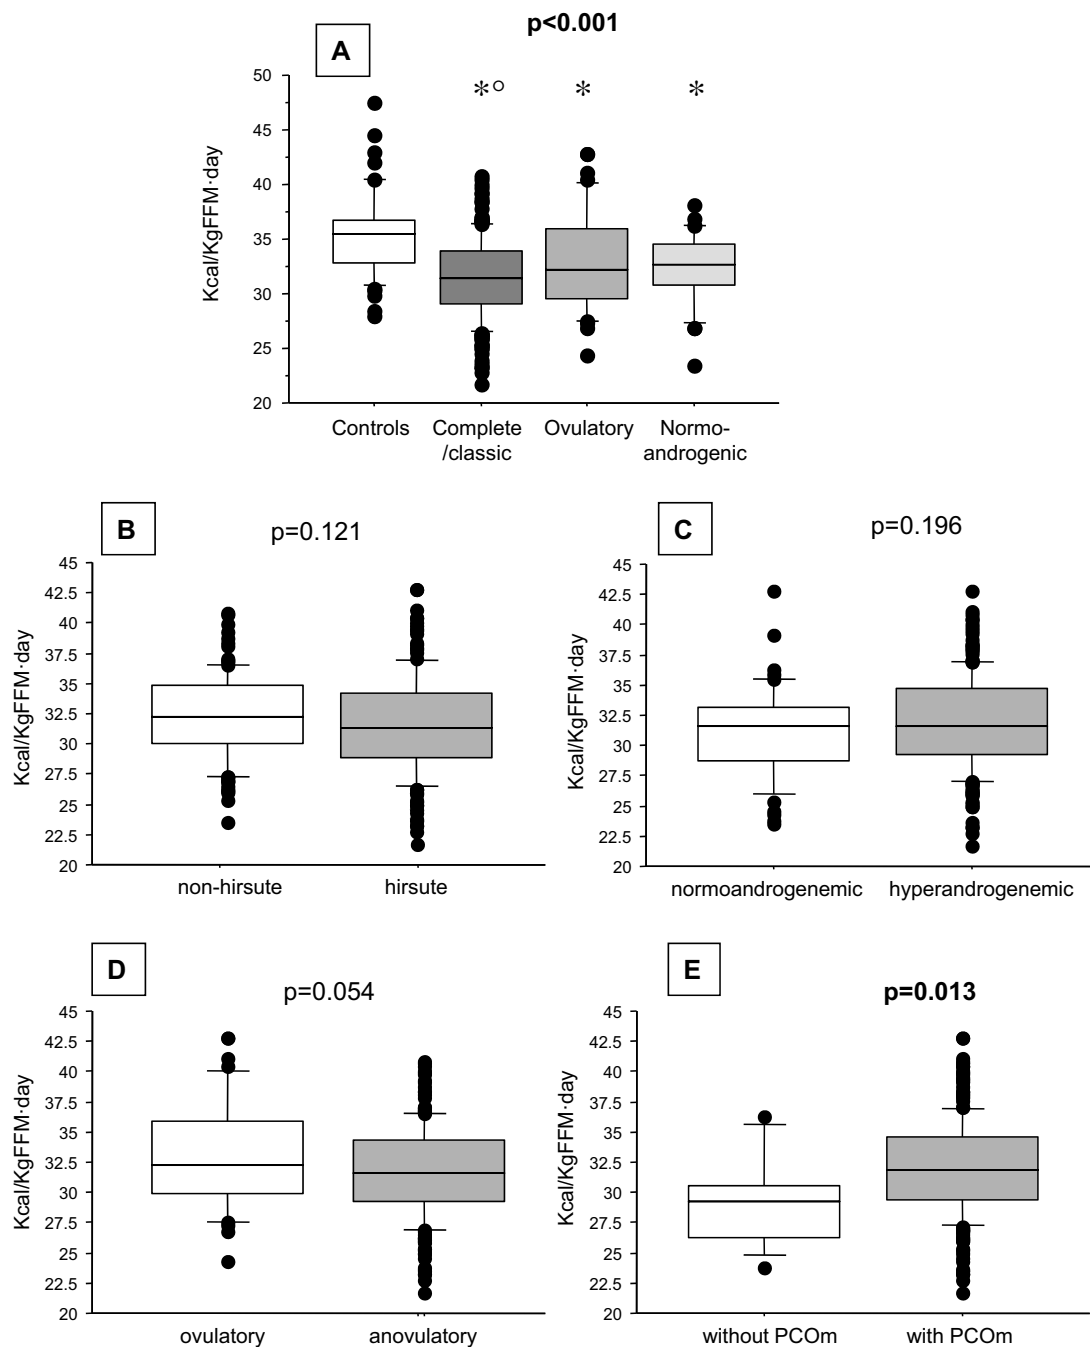 p<0.001
A
Kcal/KgFFM·day
50
45
40
35
30
25
20
*° * *
Controls Complete /classic Ovulatory Normo-androgenic
B
p=0.121
Kcal/KgFFM·day
45
42.5
40
37.5
35
32.5
30
27.5
25
22.5
20
non-hirsute hirsute
C
p=0.196
Kcal/KgFFM·day
45
42.5
40
37.5
35
32.5
30
27.5
25
22.5
20
normoandrogenemic hyperandrogenemic
D
p=0.054
Kcal/KgFFM·day
45
42.5
40
37.5
35
32.5
30
27.5
25
22.5
20
ovulatory anovulatory
E
p=0.013
Kcal/KgFFM·day
45
42.5
40
37.5
35
32.5
30
27.5
25
22.5
20
without PCOm with PCOm